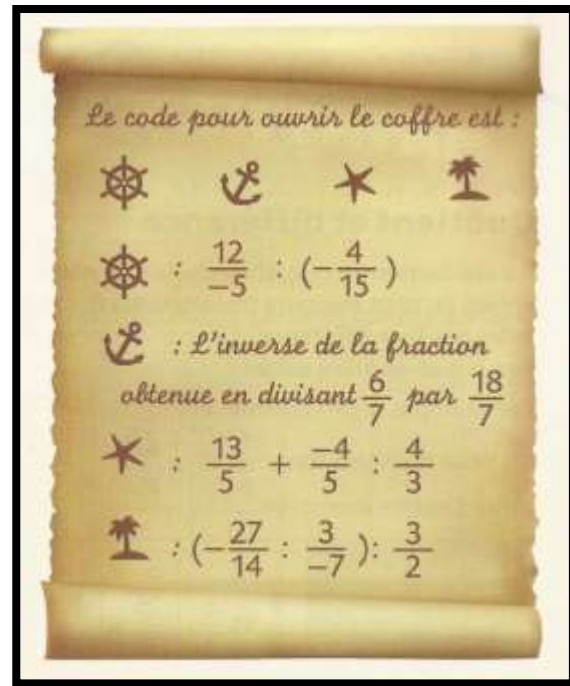 Le code pour ouvrir le coffre est :
: 12/-5 : (-4/15)
: L'inverse de la fraction
obtenue en divisant 6/7 par 18/7
: 13/5 + -4/5 : 4/3
: (-27/14 : 3/-7) : 3/2